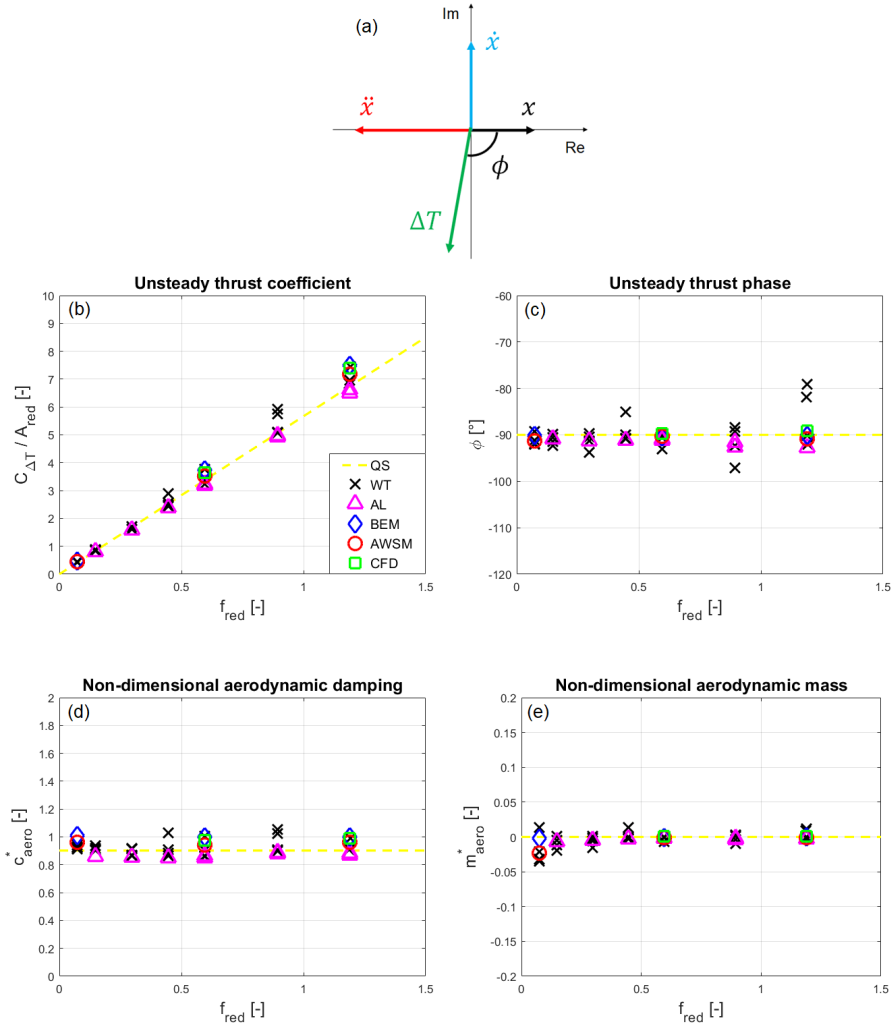 (a)
Im
ẋ
ẍ
x
Re
ϕ
ΔT
Unsteady thrust coefficient
(b)
10
9
8
7
6
5
4
3
2
1
0
C_ΔT / A_red [-]
QS
WT
AL
BEM
AWSM
CFD
0 0.5 1 1.5
f_red [-]
Unsteady thrust phase
(c)
-60
-70
-80
-90
-100
-110
-120
ϕ [°]
0 0.5 1 1.5
f_red [-]
Non-dimensional aerodynamic damping
(d)
2
1.8
1.6
1.4
1.2
1
0.8
0.6
0.4
0.2
0
c*_aero [-]
0 0.5 1 1.5
f_red [-]
Non-dimensional aerodynamic mass
(e)
0.2
0.15
0.1
0.05
0
-0.05
-0.1
-0.15
-0.2
m*_aero [-]
0 0.5 1 1.5
f_red [-]